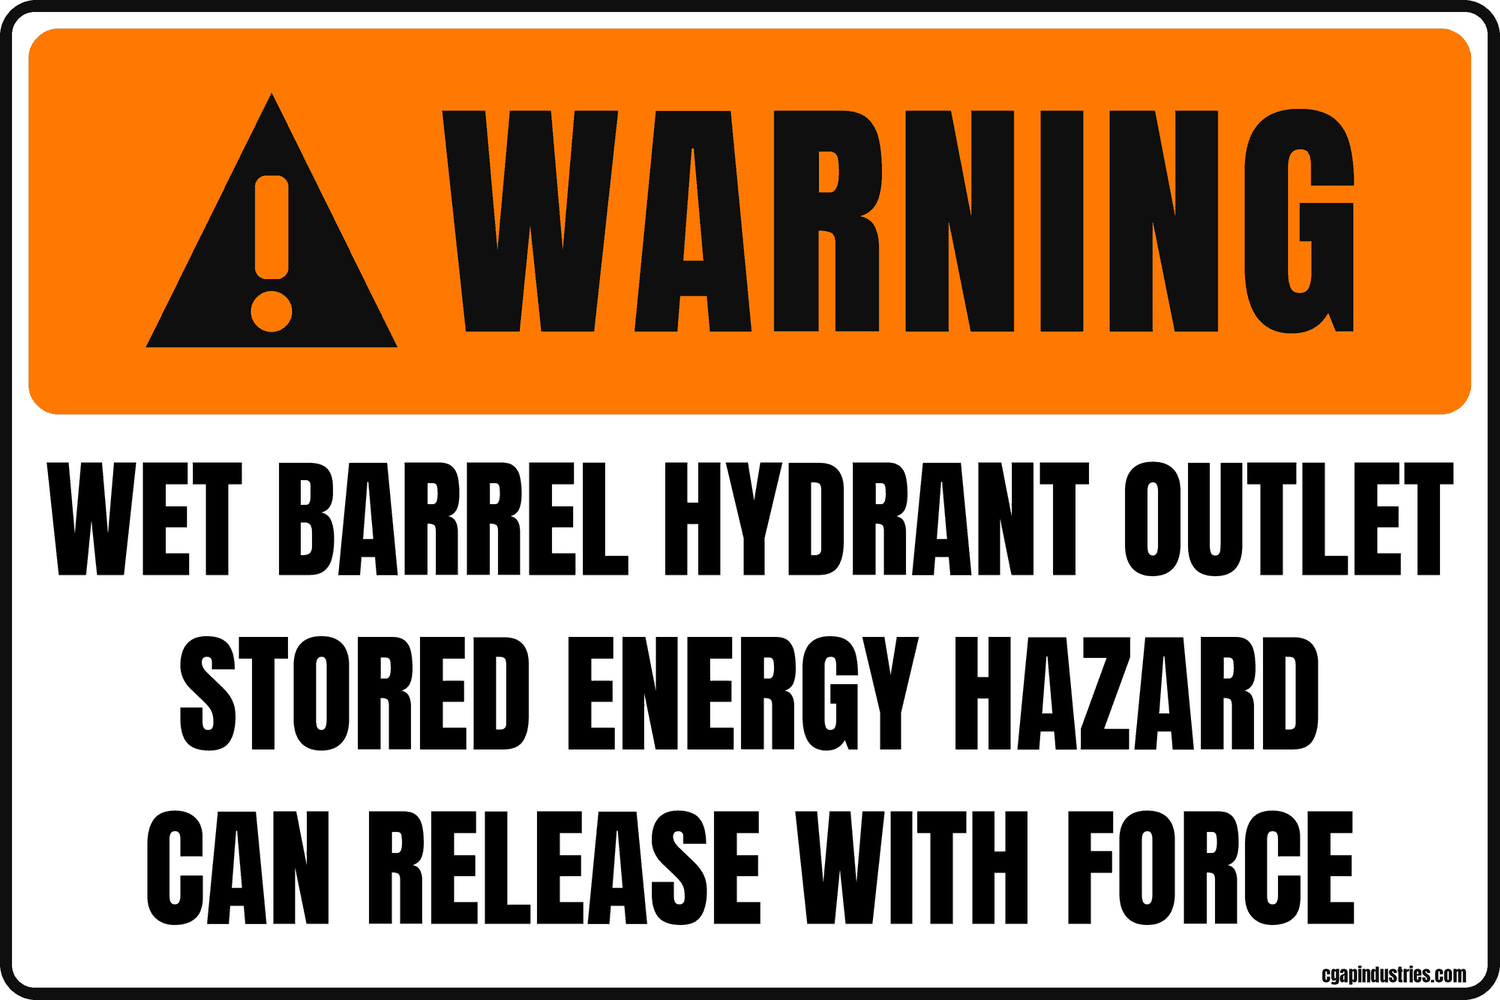 WARNING
WET BARREL HYDRANT OUTLET
STORED ENERGY HAZARD
CAN RELEASE WITH FORCE
cgapindustries.com